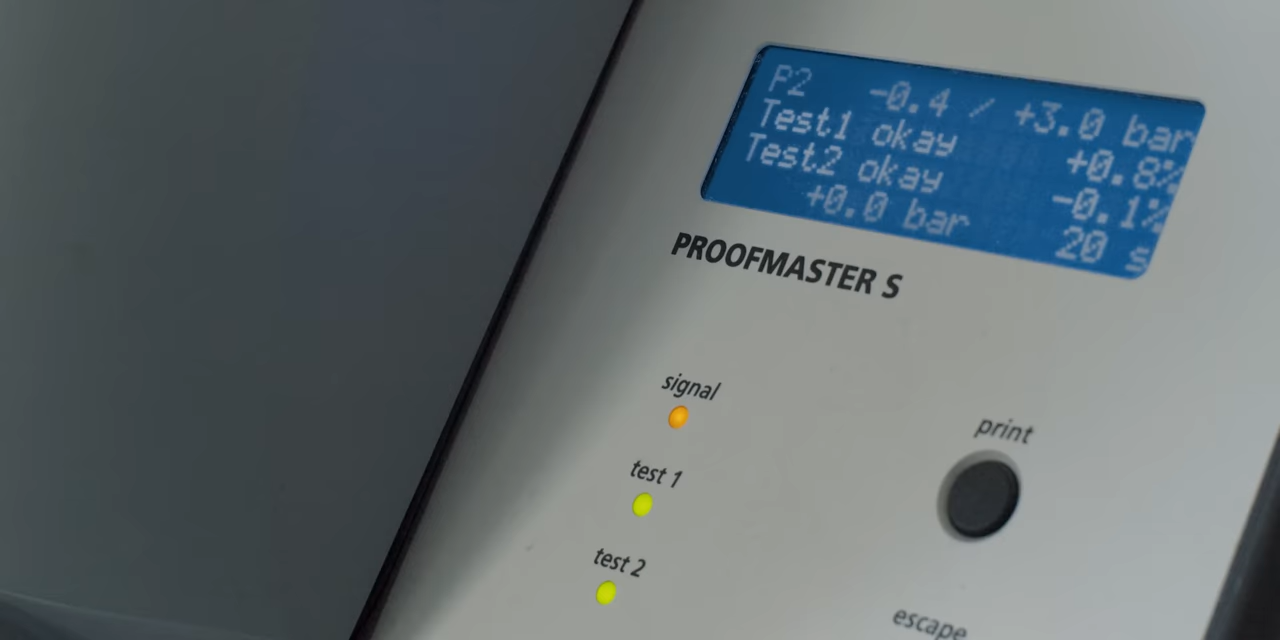 P2 -0.4 / +3.0 bar
Test1 okay +0.8%
Test2 okay -0.1%
+0.0 bar 20 s
PROOFMASTER S
signal
print
test 1
test 2
escape